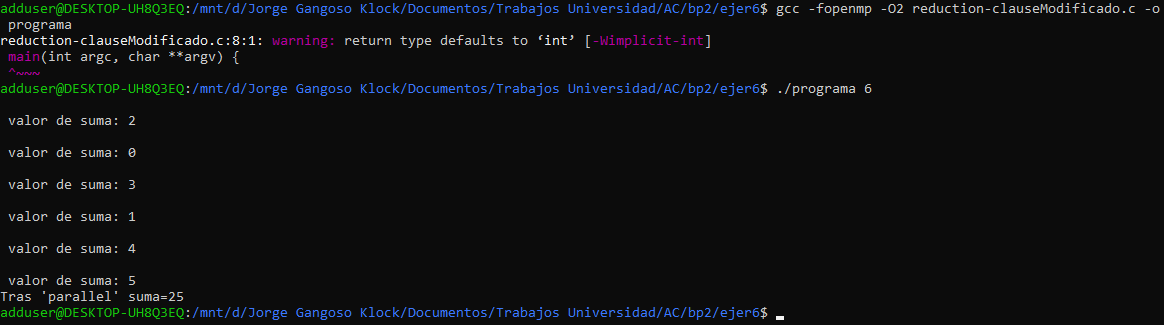 adduser@DESKTOP-UH8Q3EQ:/mnt/d/Jorge Gangoso Klock/Documentos/Trabajos Universidad/AC/bp2/ejer6$ gcc -fopenmp -O2 reduction-clauseModificado.c -o
 programa
reduction-clauseModificado.c:8:1: warning: return type defaults to ‘int’ [-Wimplicit-int]
 main(int argc, char **argv) {
 ^~~~
adduser@DESKTOP-UH8Q3EQ:/mnt/d/Jorge Gangoso Klock/Documentos/Trabajos Universidad/AC/bp2/ejer6$ ./programa 6
 valor de suma: 2
 valor de suma: 0
 valor de suma: 3
 valor de suma: 1
 valor de suma: 4
 valor de suma: 5
Tras 'parallel' suma=25
adduser@DESKTOP-UH8Q3EQ:/mnt/d/Jorge Gangoso Klock/Documentos/Trabajos Universidad/AC/bp2/ejer6$